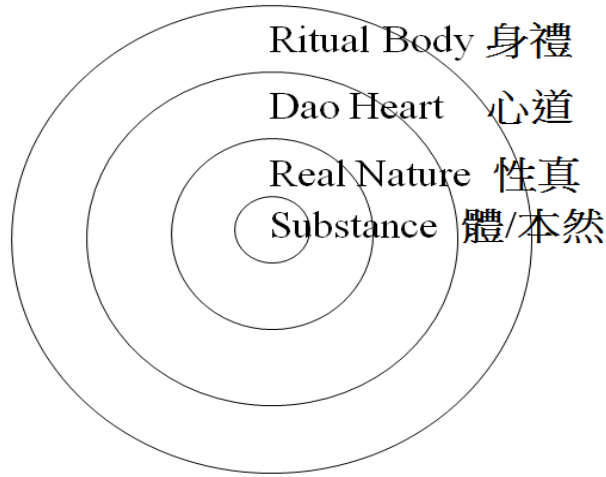 Ritual Body 身禮
Dao Heart 心道
Real Nature 性真
Substance 體/本然